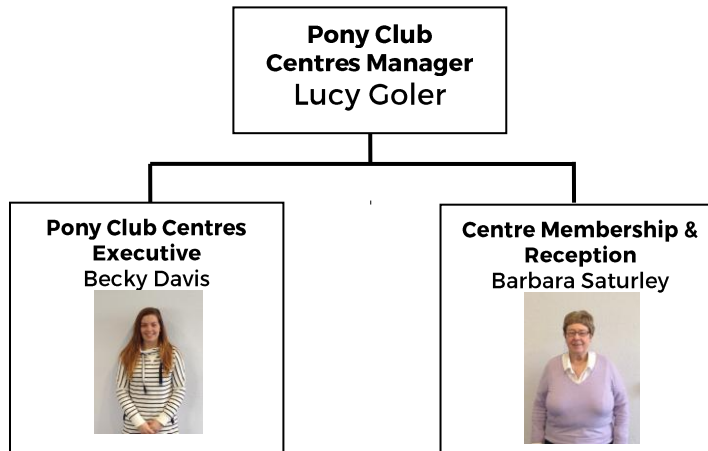 Pony Club
Centres Manager
Lucy Goler
Pony Club Centres
Executive
Becky Davis
Centre Membership &
Reception
Barbara Saturley